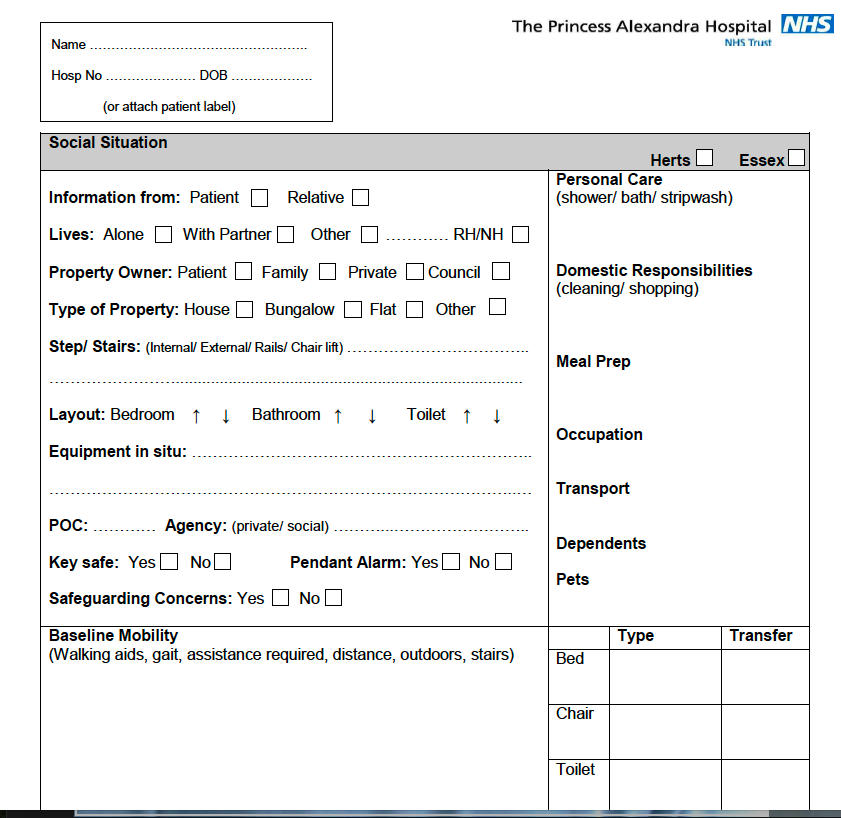 The Princess Alexandra Hospital NHS
NHS Trust
Name ………………………………………….
Hosp No ………………… DOB ……………….
(or attach patient label)
Social Situation
Herts ☐ Essex ☐
Information from: Patient ☐ Relative ☐
Lives: Alone ☐ With Partner ☐ Other ☐ ………… RH/NH ☐
Property Owner: Patient ☐ Family ☐ Private ☐ Council ☐
Type of Property: House ☐ Bungalow ☐ Flat ☐ Other ☐
Step/ Stairs: (Internal/ External/ Rails/ Chair lift) ……………………………..
……………………...............................................................................
Layout: Bedroom ↑ ↓ Bathroom ↑ ↓ Toilet ↑ ↓
Equipment in situ: …………………………………………………………….
………………………………………………………………………………..…
POC: ………… Agency: (private/ social) ………...……………………..
Key safe: Yes ☐ No ☐ Pendant Alarm: Yes ☐ No ☐
Safeguarding Concerns: Yes ☐ No ☐
Personal Care
(shower/ bath/ stripwash)
Domestic Responsibilities
(cleaning/ shopping)
Meal Prep
Occupation
Transport
Dependents
Pets
Baseline Mobility
(Walking aids, gait, assistance required, distance, outdoors, stairs)
Type Transfer
Bed
Chair
Toilet